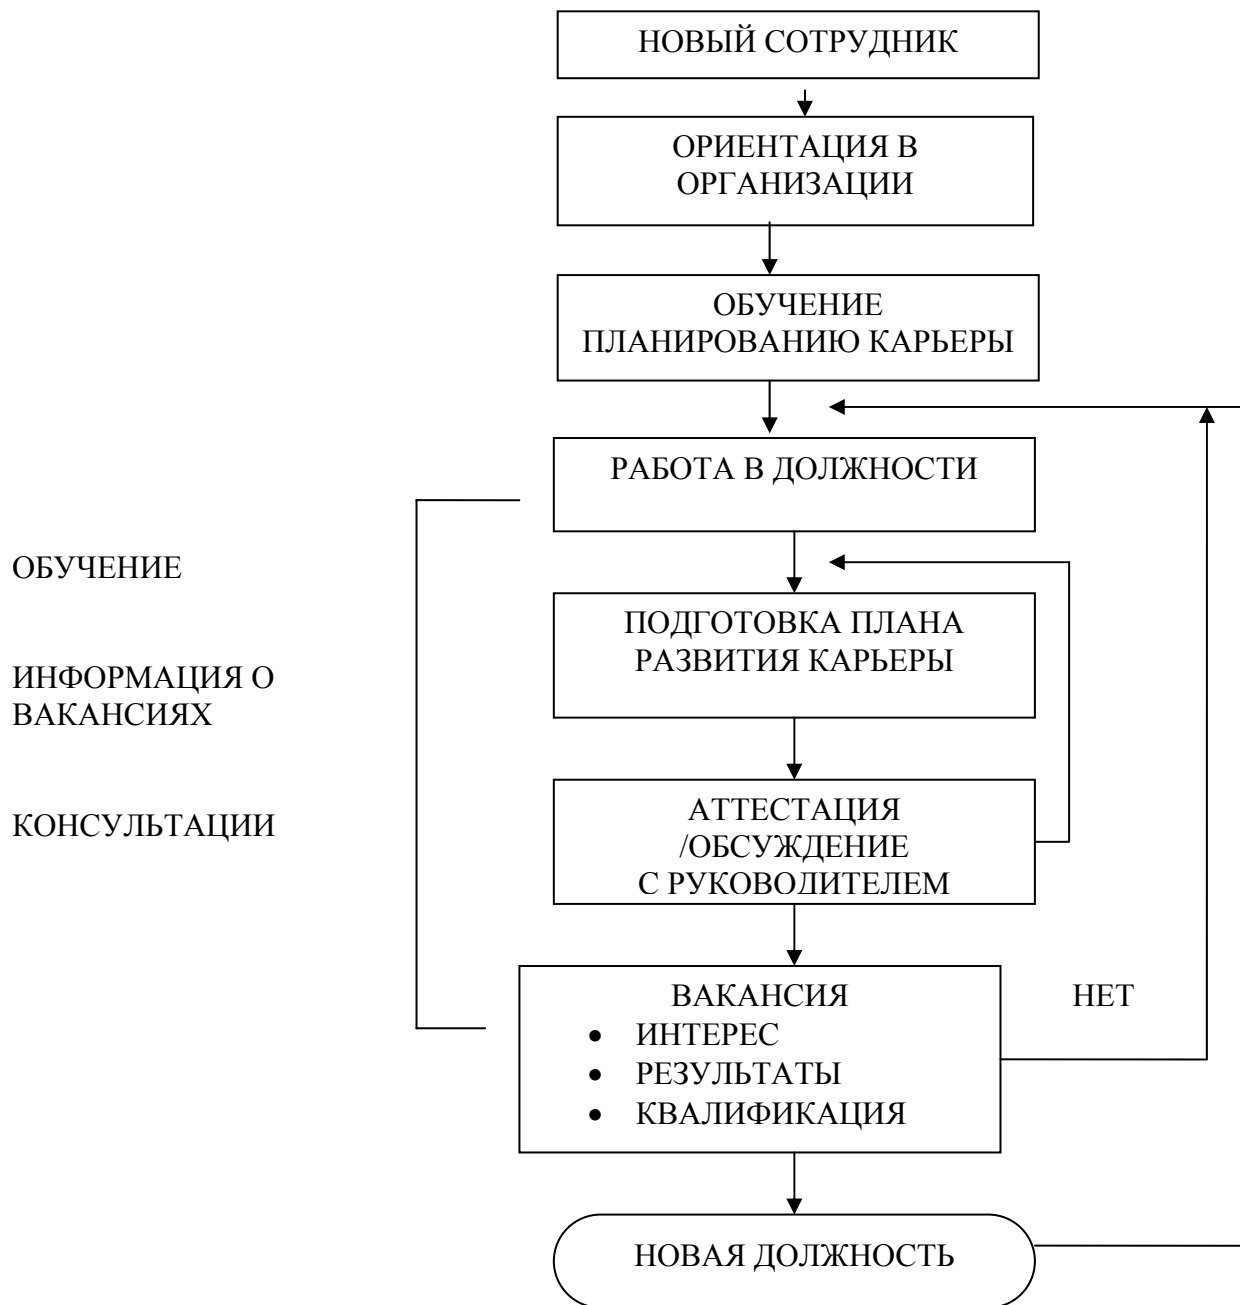 НОВЫЙ СОТРУДНИК
ОРИЕНТАЦИЯ В
ОРГАНИЗАЦИИ
ОБУЧЕНИЕ
ПЛАНИРОВАНИЮ КАРЬЕРЫ
РАБОТА В ДОЛЖНОСТИ
ОБУЧЕНИЕ
ПОДГОТОВКА ПЛАНА
РАЗВИТИЯ КАРЬЕРЫ
ИНФОРМАЦИЯ О
ВАКАНСИЯХ
АТТЕСТАЦИЯ
/ОБСУЖДЕНИЕ
С РУКОВОДИТЕЛЕМ
КОНСУЛЬТАЦИИ
ВАКАНСИЯ
• ИНТЕРЕС
• РЕЗУЛЬТАТЫ
• КВАЛИФИКАЦИЯ
НЕТ
НОВАЯ ДОЛЖНОСТЬ